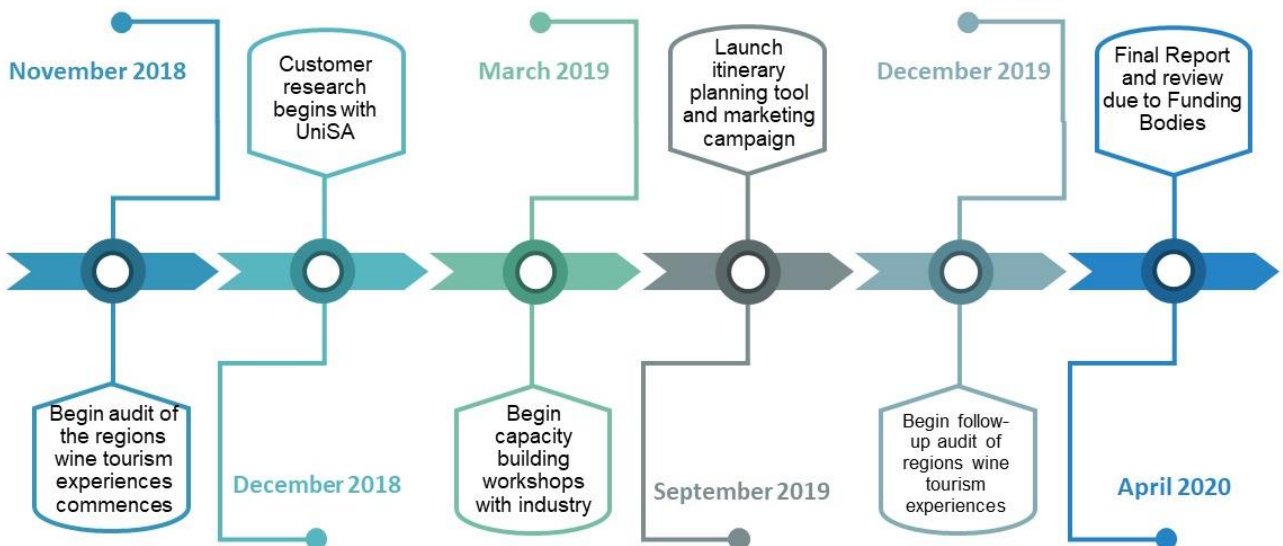 November 2018
Begin audit of
the regions
wine tourism
experiences
commences
Customer
research
begins with
UniSA
December 2018
March 2019
Begin
capacity
building
workshops
with industry
Launch
itinerary
planning tool
and marketing
campaign
September 2019
December 2019
Begin follow-
up audit of
regions wine
tourism
experiences
Final Report
and review
due to Funding
Bodies
April 2020